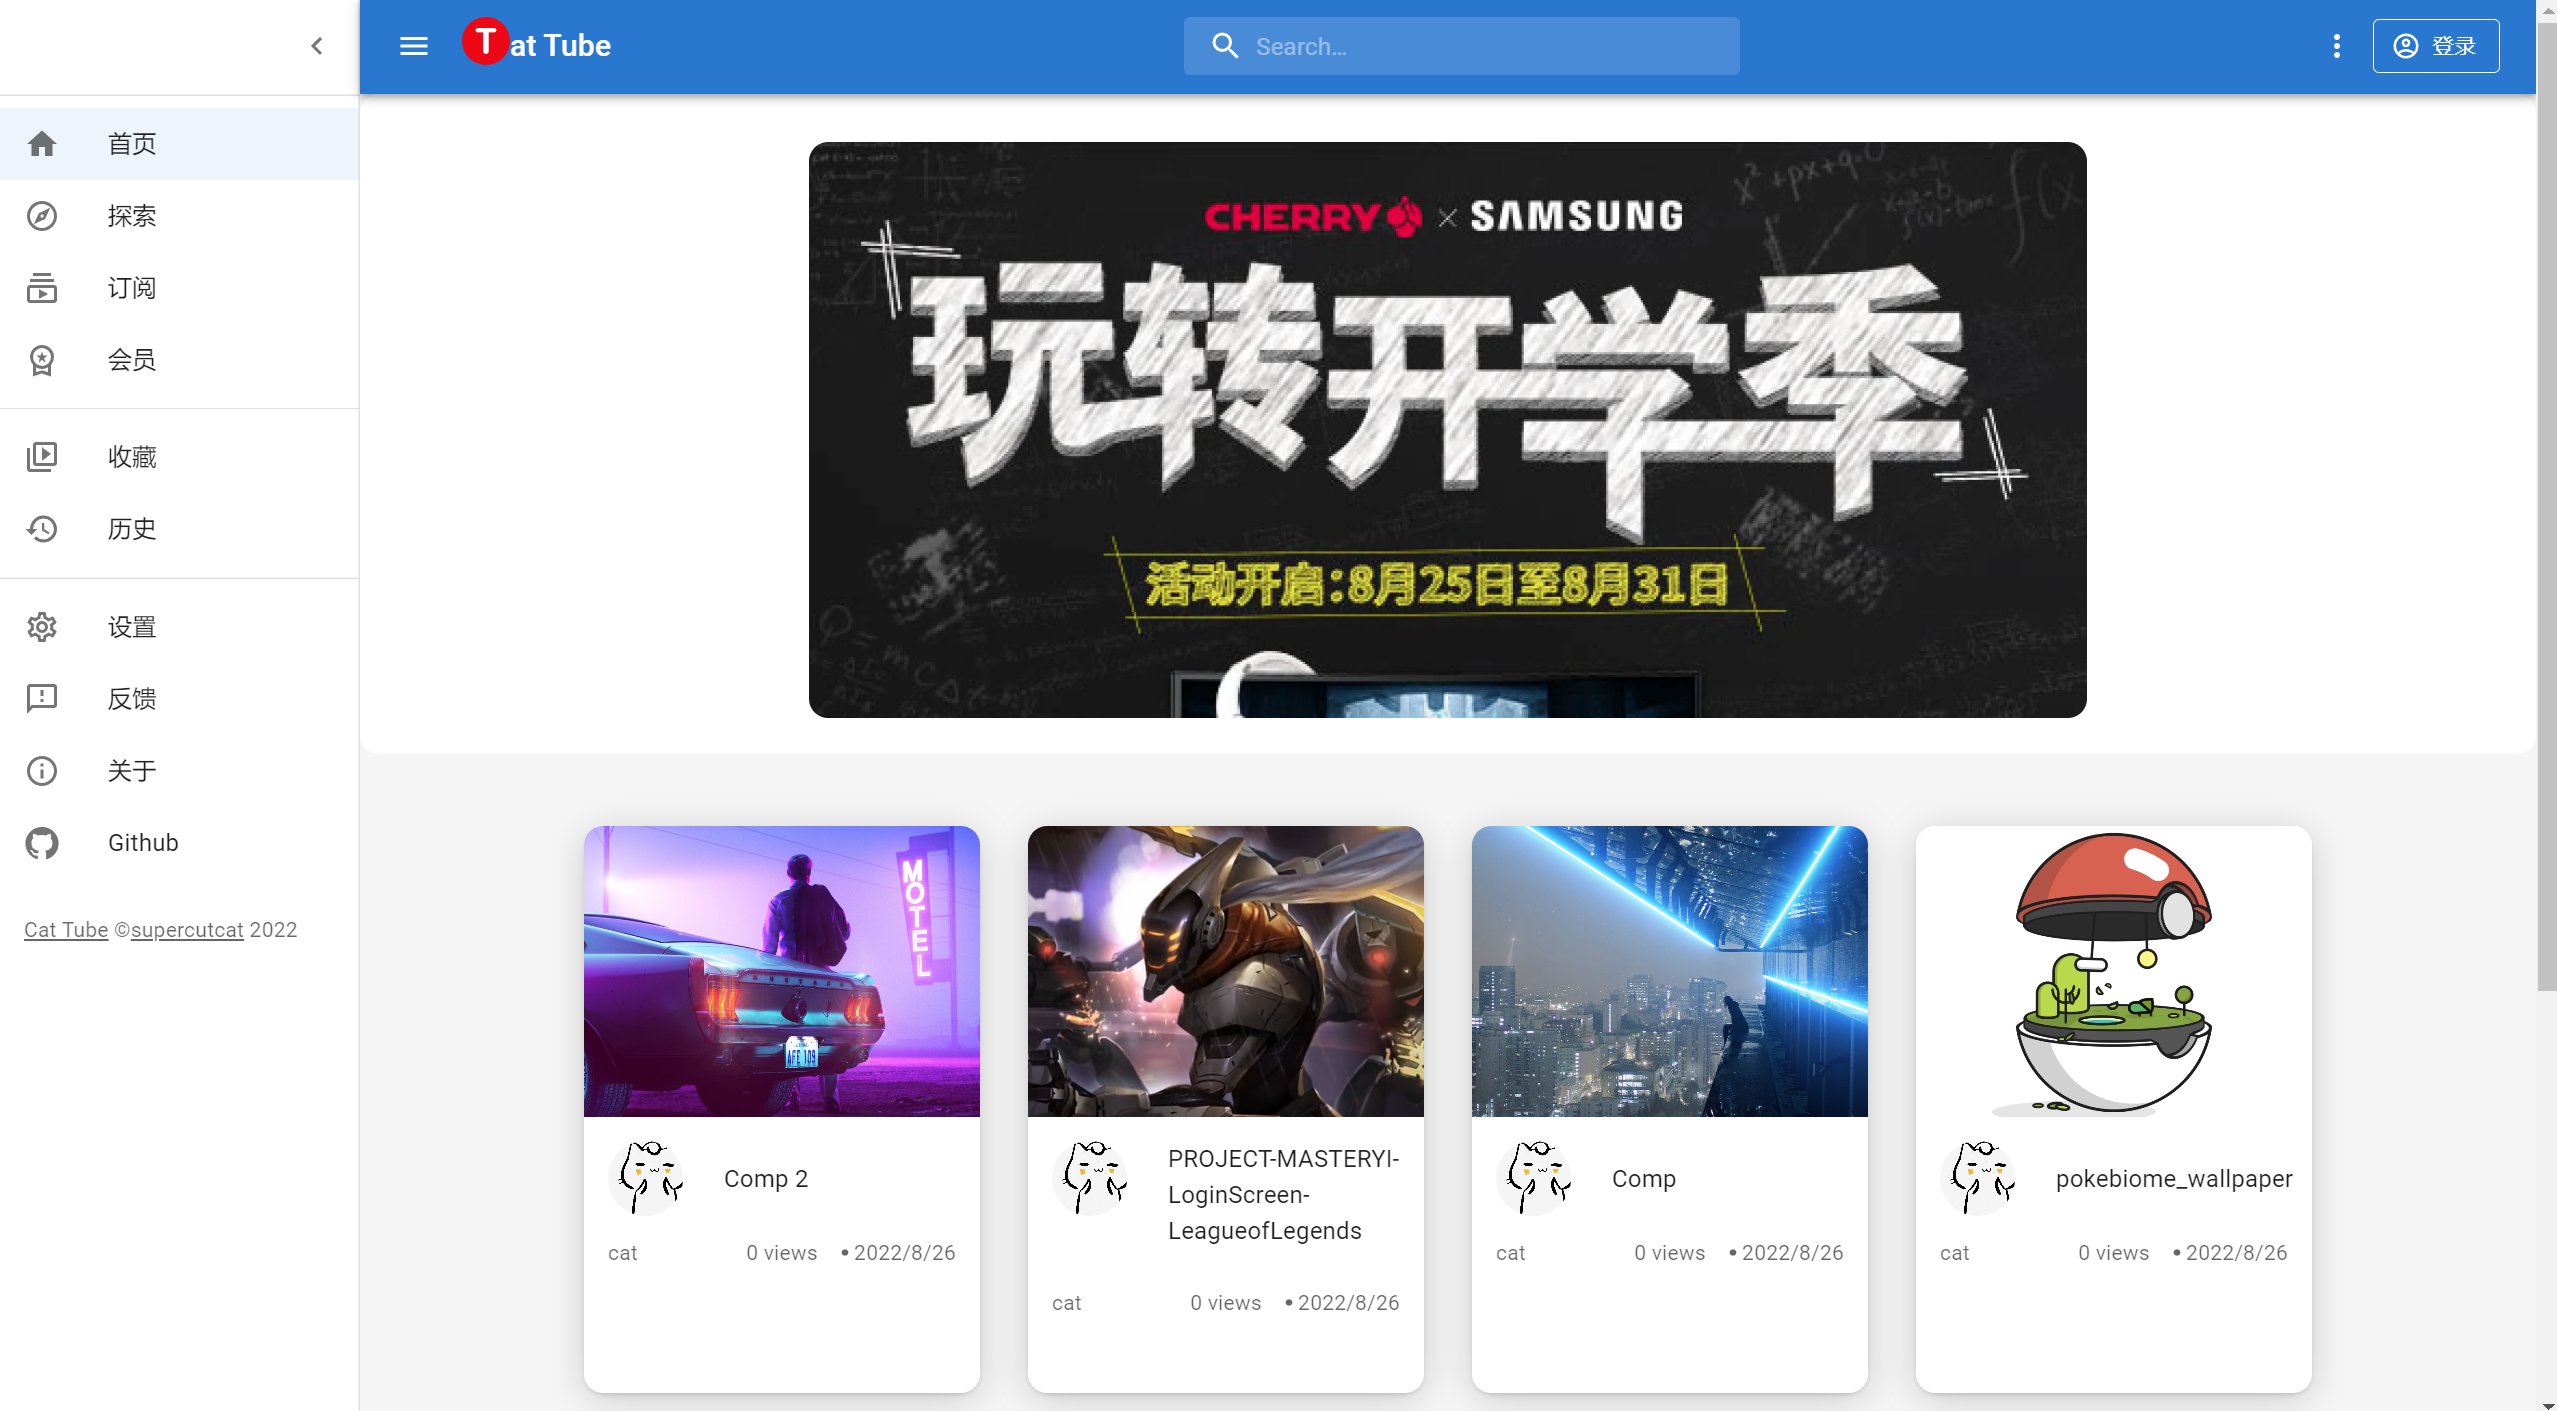 Tat Tube
Search…
登录
首页
探索
订阅
会员
收藏
历史
设置
反馈
关于
Github
Cat Tube ©supercutcat 2022
CHERRY × SAMSUNG
玩转开学季
活动开启:8月25日至8月31日
MOTEL
Comp 2
cat 0 views •2022/8/26
PROJECT-MASTERYI-
LoginScreen-
LeagueofLegends
cat 0 views •2022/8/26
Comp
cat 0 views •2022/8/26
pokebiome_wallpaper
cat 0 views •2022/8/26